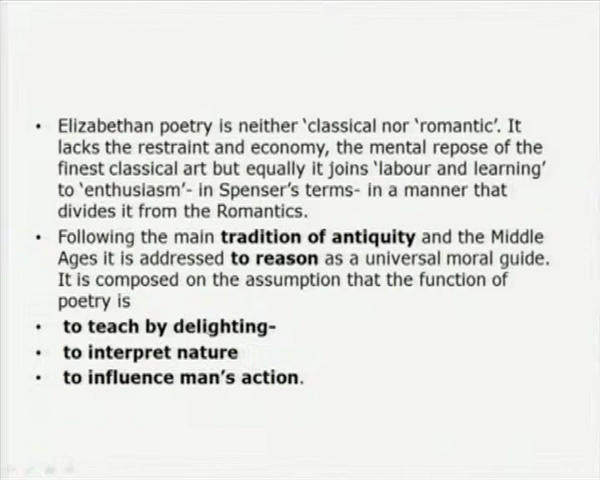 • Elizabethan poetry is neither ‘classical nor ‘romantic’. It
lacks the restraint and economy, the mental repose of the
finest classical art but equally it joins ‘labour and learning’
to ‘enthusiasm’- in Spenser’s terms- in a manner that
divides it from the Romantics.
• Following the main tradition of antiquity and the Middle
Ages it is addressed to reason as a universal moral guide.
It is composed on the assumption that the function of
poetry is
• to teach by delighting-
• to interpret nature
• to influence man’s action.